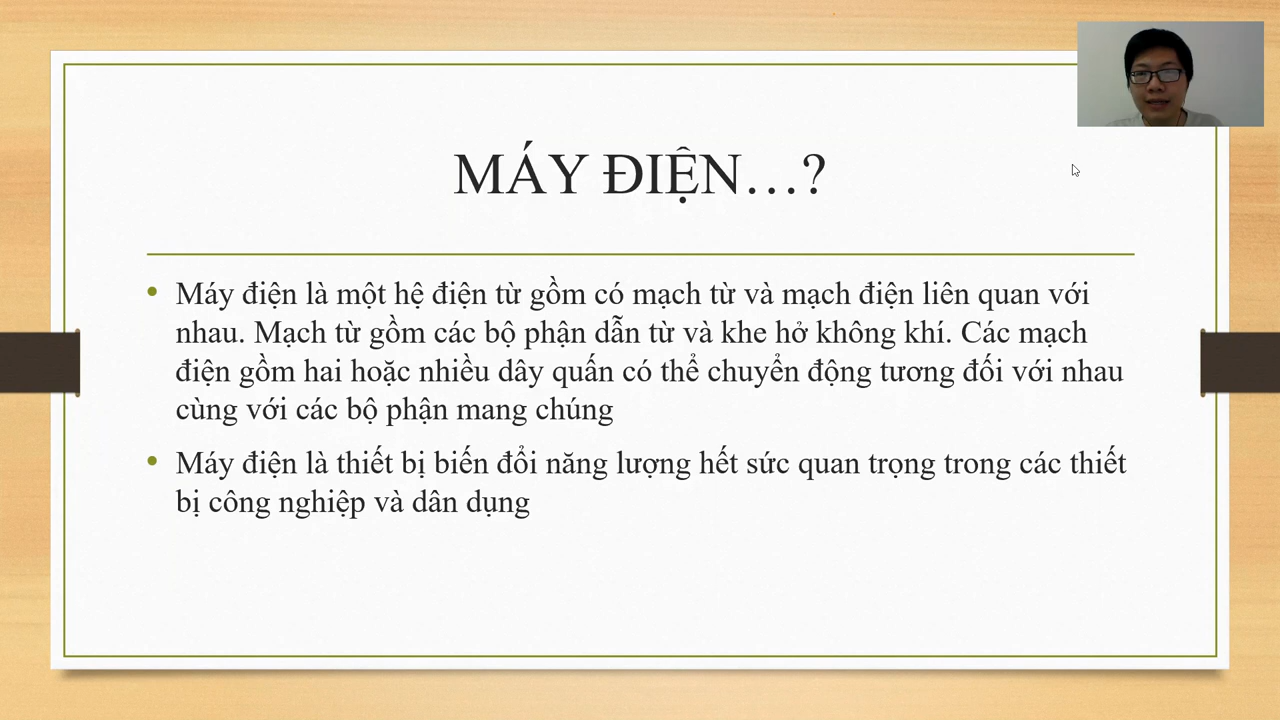 MÁY ĐIỆN…?
Máy điện là một hệ điện từ gồm có mạch từ và mạch điện liên quan với
nhau. Mạch từ gồm các bộ phận dẫn từ và khe hở không khí. Các mạch
điện gồm hai hoặc nhiều dây quấn có thể chuyển động tương đối với nhau
cùng với các bộ phận mang chúng
Máy điện là thiết bị biến đổi năng lượng hết sức quan trọng trong các thiết
bị công nghiệp và dân dụng